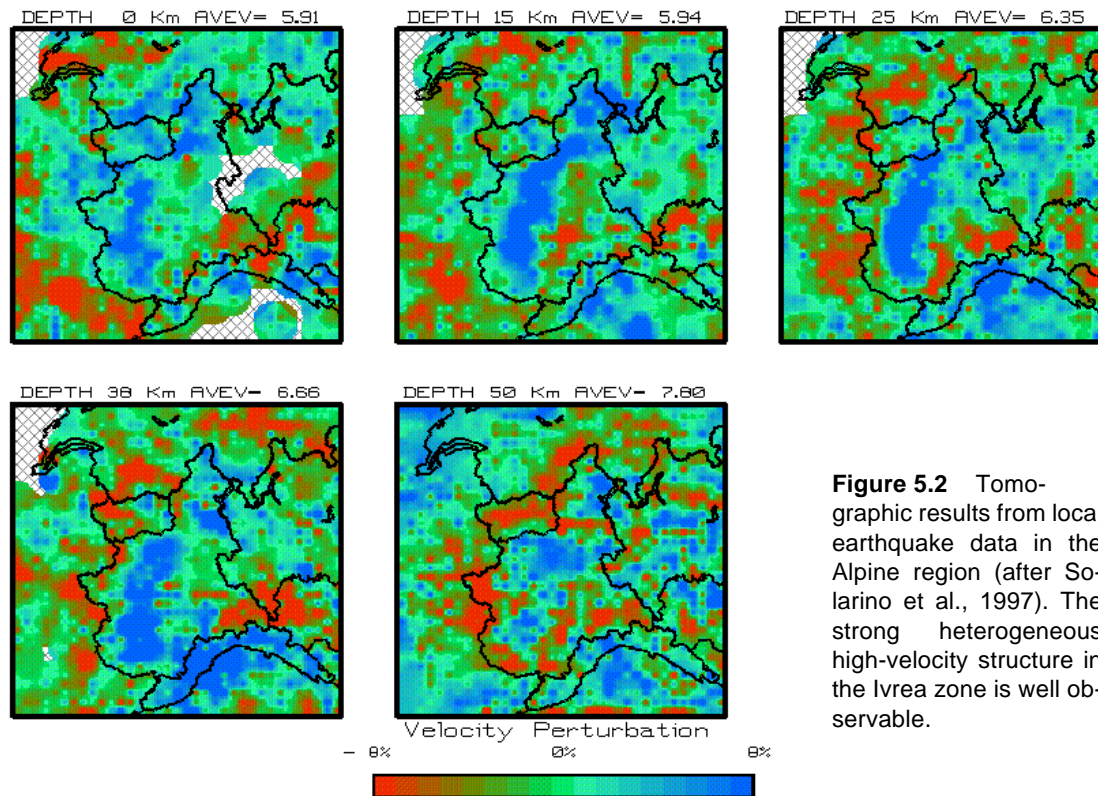 DEPTH 0 Km AVEV= 5.91
DEPTH 15 Km AVEV= 5.94
DEPTH 25 Km AVEV= 6.35
DEPTH 38 Km AVEV- 6.66
DEPTH 50 Km AVEV- 7.80
Velocity Perturbation
- 8% 0% 8%
Figure 5.2 Tomo-
graphic results from local
earthquake data in the
Alpine region (after So-
larino et al., 1997). The
strong heterogeneous
high-velocity structure in
the Ivrea zone is well ob-
servable.